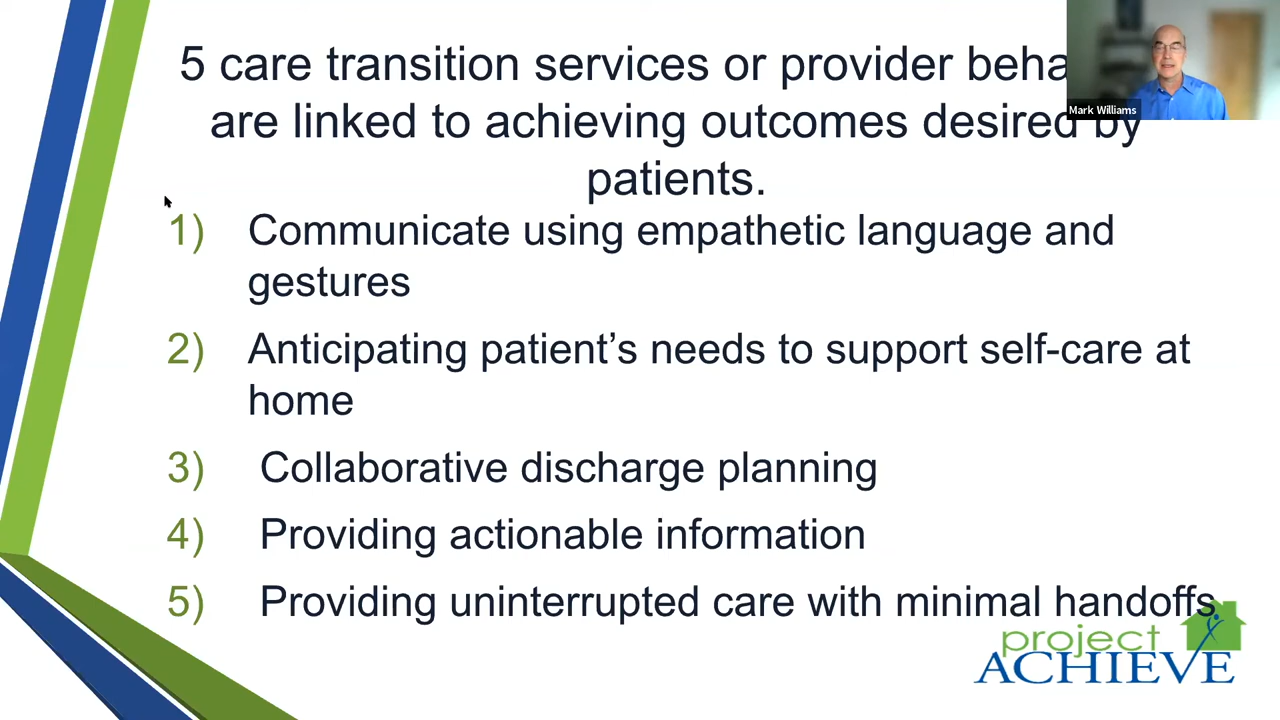 5 care transition services or provider beha
are linked to achieving outcomes desired by
patients.
1) Communicate using empathetic language and
gestures
2) Anticipating patient’s needs to support self-care at
home
3) Collaborative discharge planning
4) Providing actionable information
5) Providing uninterrupted care with minimal handoffs
Mark Williams
project
ACHIEVE